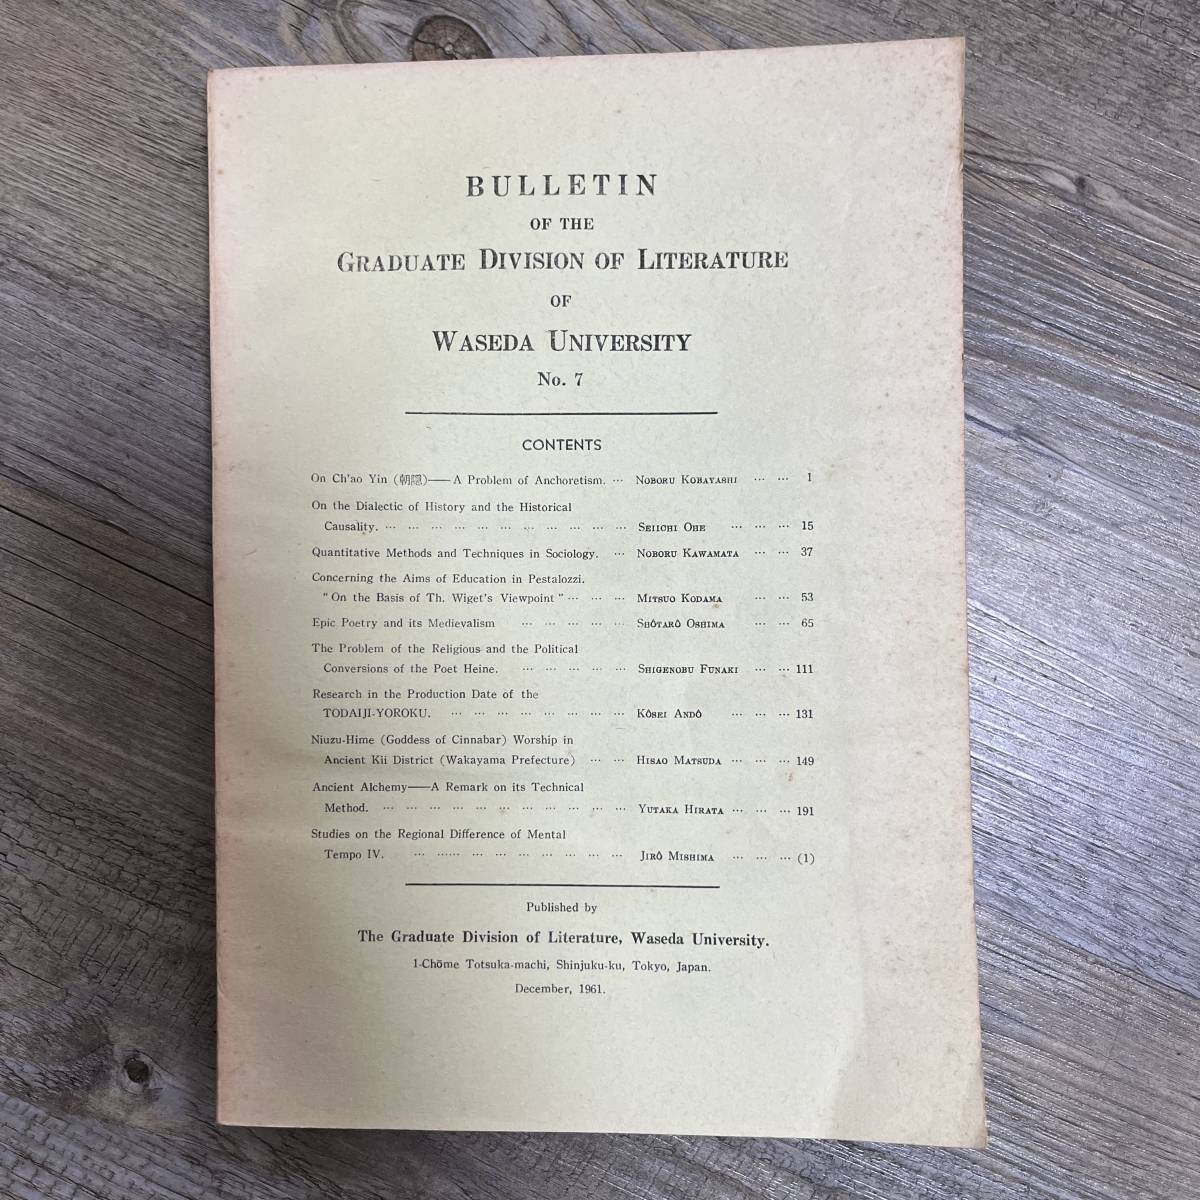 BULLETIN
OF THE
GRADUATE DIVISION OF LITERATURE
OF
WASEDA UNIVERSITY
No. 7
CONTENTS
On Ch'ao Yin (朝隠)——A Problem of Anchoretism. … NOBORU KOBAYASHI … … 1
On the Dialectic of History and the Historical
Causality. … … … … … … … … … … … SEIICHI OHE … … … 15
Quantitative Methods and Techniques in Sociology. … NOBORU KAWAMATA … … 37
Concerning the Aims of Education in Pestalozzi.
"On the Basis of Th. Wiget's Viewpoint" … … … MITSUO KODAMA … … 53
Epic Poetry and its Medievalism … … … … … SHÔTARÔ OSHIMA … … 65
The Problem of the Religious and the Political
Conversions of the Poet Heine. … … … … … SHIGENOBU FUNAKI … … 111
Research in the Production Date of the
TODAIJI-YOROKU. … … … … … … … … KÔSEI ANDÔ … … … 131
Niuzu-Hime (Goddess of Cinnabar) Worship in
Ancient Kii District (Wakayama Prefecture) … … HISAO MATSUDA … … … 149
Ancient Alchemy——A Remark on its Technical
Method. … … … … … … … … … … … YUTAKA HIRATA … … … 191
Studies on the Regional Difference of Mental
Tempo IV. … …… … … … … … … … JIRÔ MISHIMA … … … (1)
Published by
The Graduate Division of Literature, Waseda University.
1-Chōme Totsuka-machi, Shinjuku-ku, Tokyo, Japan.
December, 1961.